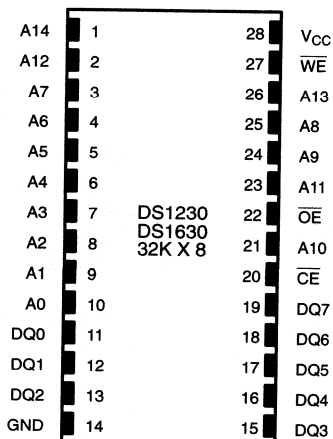 A14 1 28 VCC
A12 2 27 W̅E̅
A7 3 26 A13
A6 4 25 A8
A5 5 24 A9
A4 6 23 A11
A3 7 DS1230 22 O̅E̅
DS1630
A2 8 32K X 8 21 A10
A1 9 20 C̅E̅
A0 10 19 DQ7
DQ0 11 18 DQ6
DQ1 12 17 DQ5
DQ2 13 16 DQ4
GND 14 15 DQ3